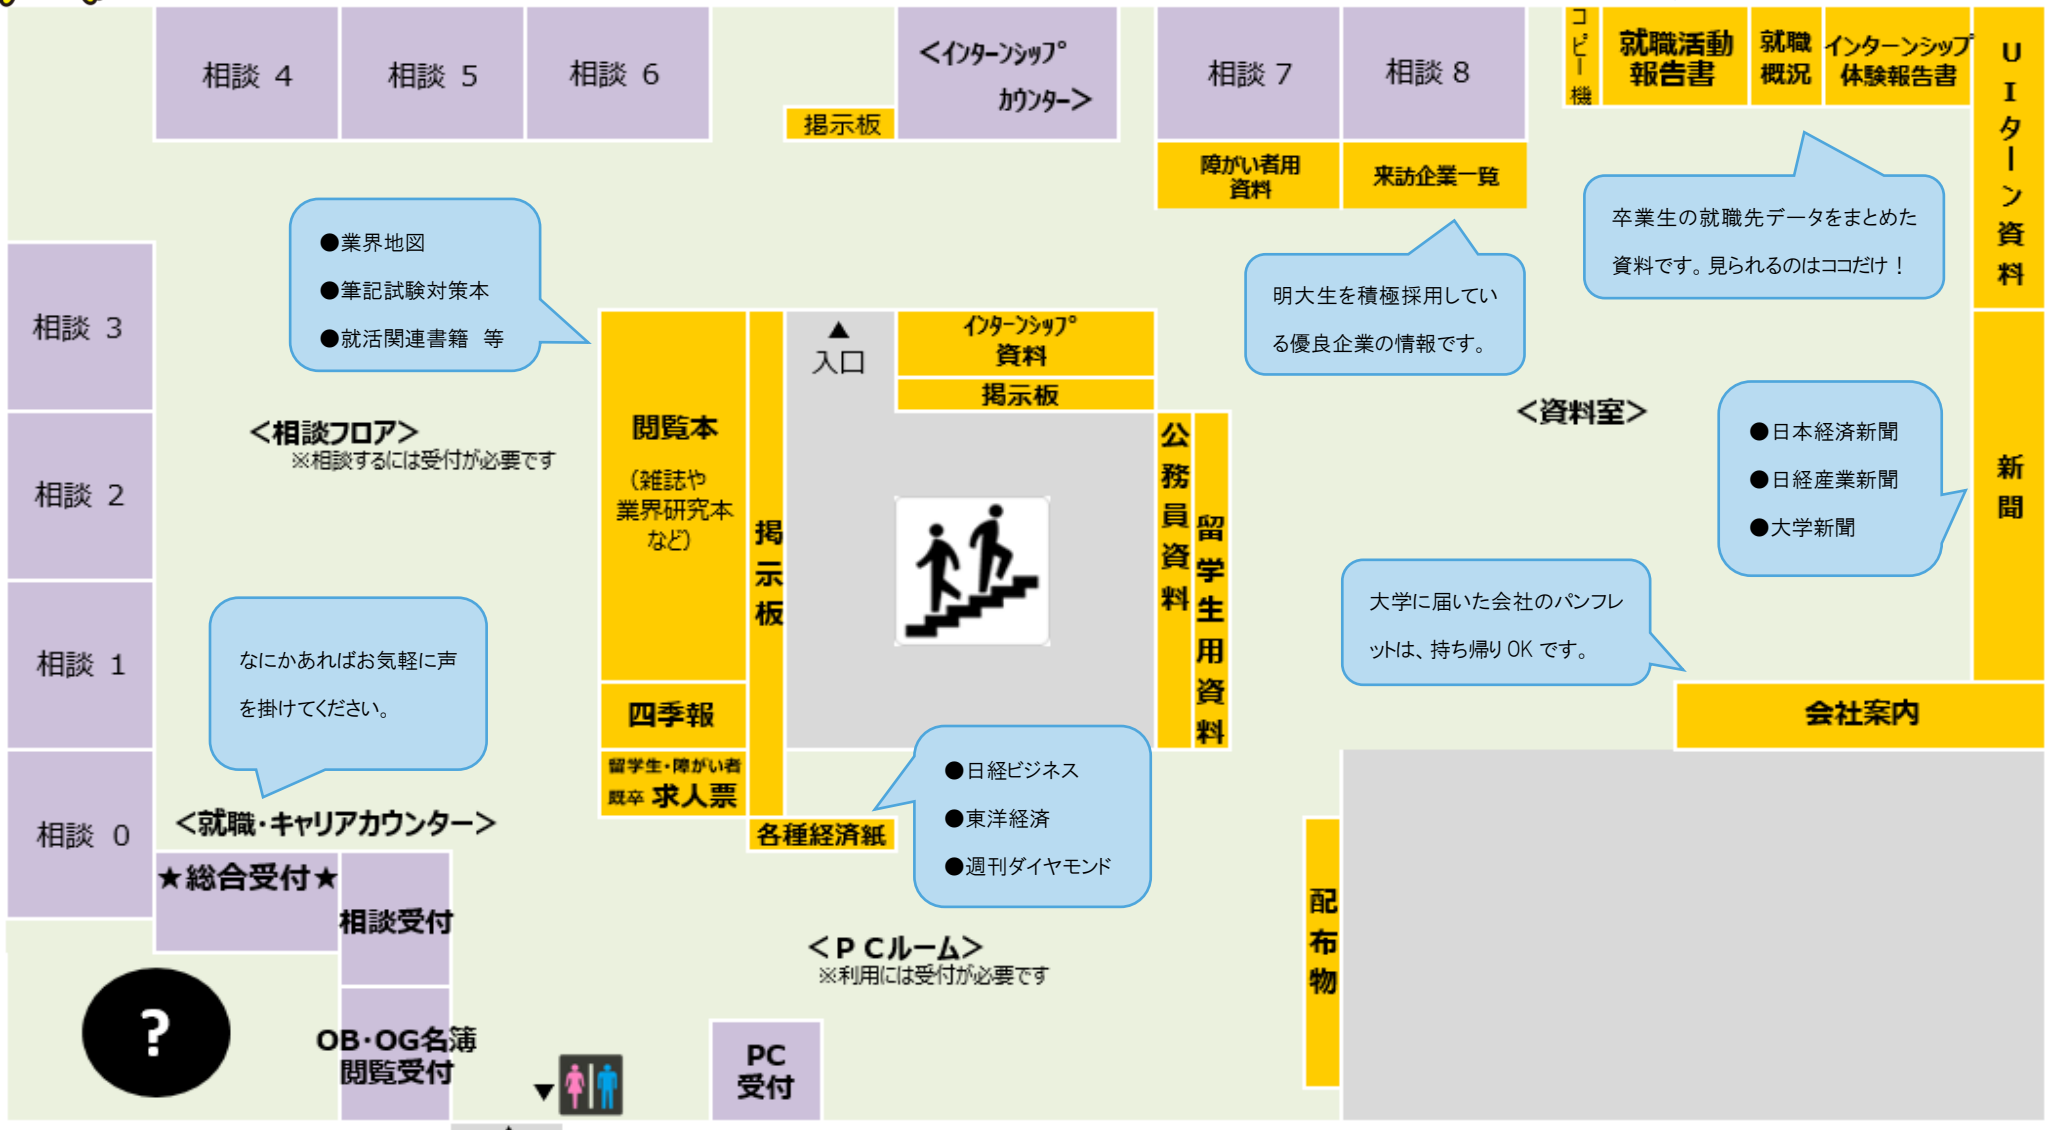 相談 4
相談 5
相談 6
掲示板
＜インターンシップ
カウンター＞
相談 7
相談 8
障がい者用
資料
来訪企業一覧
コピー機
就職活動
報告書
就職
概況
インターンシップ
体験報告書
UIターン資料
卒業生の就職先データをまとめた
資料です。見られるのはココだけ！
明大生を積極採用してい
る優良企業の情報です。
●業界地図
●筆記試験対策本
●就活関連書籍　等
相談 3
相談 2
相談 1
相談 0
＜相談フロア＞
※相談するには受付が必要です
閲覧本
（雑誌や
業界研究本
など）
四季報
留学生・障がい者
既卒 求人票
掲示板
▲
入口
インターンシップ
資料
掲示板
公務員資料
留学生用資料
＜資料室＞
●日本経済新聞
●日経産業新聞
●大学新聞
新聞
大学に届いた会社のパンフレ
ットは、持ち帰り OK です。
会社案内
なにかあればお気軽に声
を掛けてください。
＜就職・キャリアカウンター＞
★総合受付★
相談受付
OB・OG名簿
閲覧受付
各種経済紙
●日経ビジネス
●東洋経済
●週刊ダイヤモンド
＜ＰＣルーム＞
※利用には受付が必要です
配布物
?
▼
PC
受付